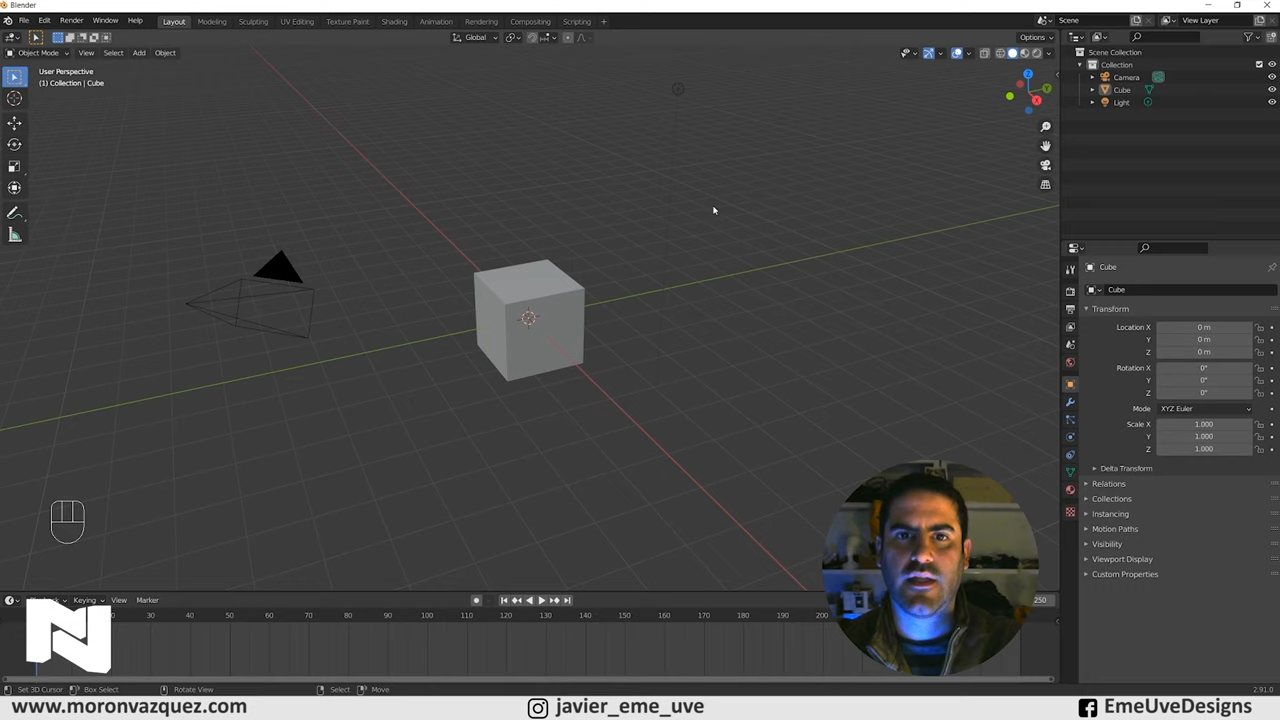 Blender
File Edit Render Window Help
Layout Modeling Sculpting UV Editing Texture Paint Shading Animation Rendering Compositing Scripting +
Scene
View Layer
Global
Options
Object Mode View Select Add Object
User Perspective
(1) Collection | Cube
Z
Y
X
Scene Collection
Collection
Camera
Cube
Light
Cube
Cube
Transform
Location X 0 m
Y 0 m
Z 0 m
Rotation X 0°
Y 0°
Z 0°
Mode XYZ Euler
Scale X 1.000
Y 1.000
Z 1.000
Delta Transform
Relations
Collections
Instancing
Motion Paths
Visibility
Viewport Display
Custom Properties
Keying View Marker
250
20 30 40 50 60 70 80 90 100 110 120 130 140 150 160 170 180 190 200
N
Set 3D Cursor Box Select Rotate View Select Move
2.91.0
www.moronvazquez.com javier_eme_uve EmeUveDesigns